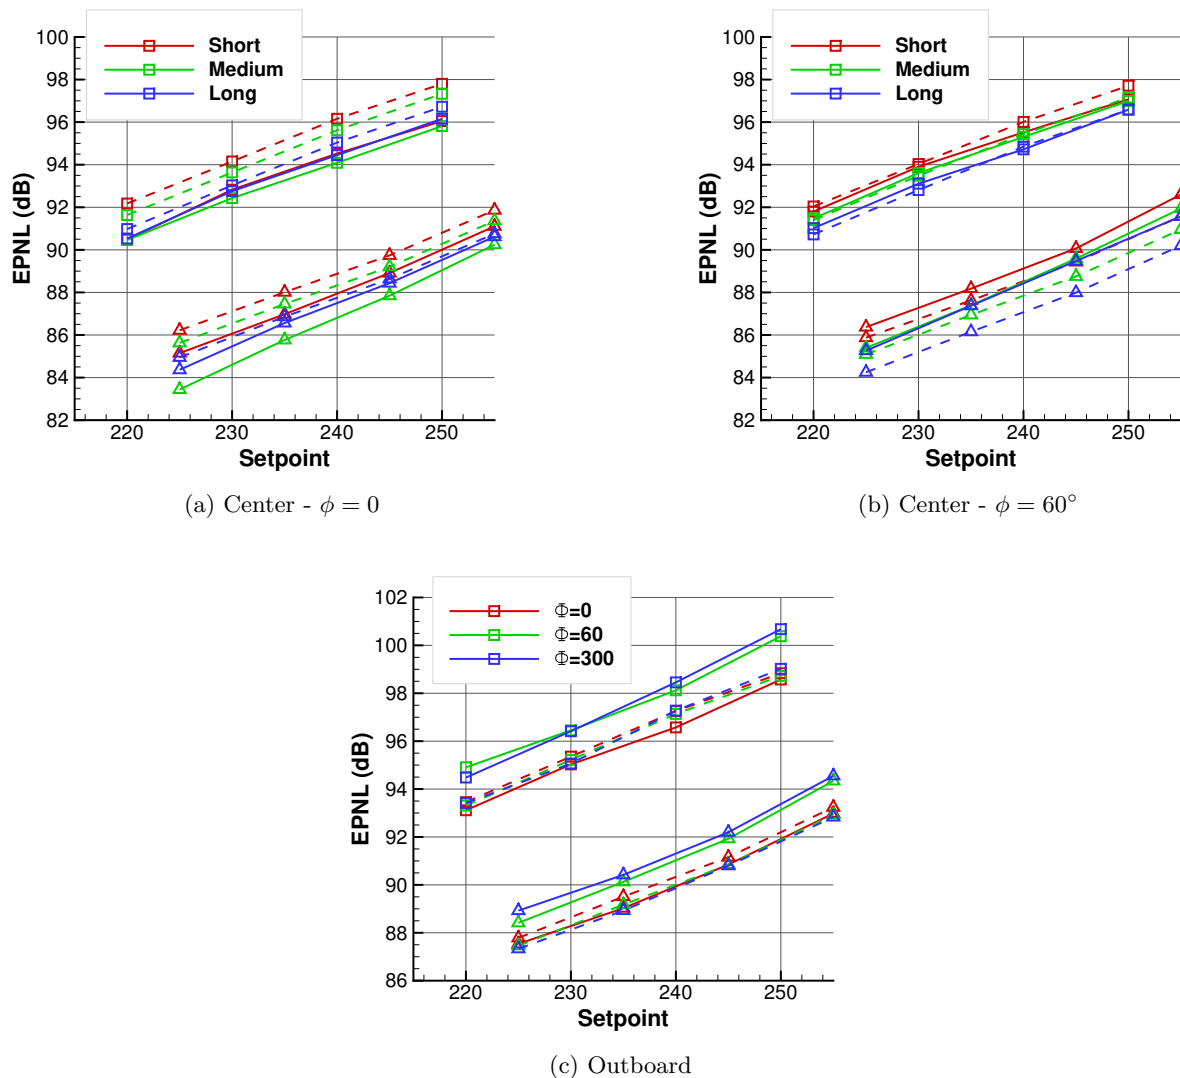 Short
Medium
Long
100
98
96
94
92
90
88
86
84
82
EPNL (dB)
220 230 240 250
Setpoint
(a) Center - ϕ = 0
Short
Medium
Long
100
98
96
94
92
90
88
86
84
82
EPNL (dB)
220 230 240 250
Setpoint
(b) Center - ϕ = 60°
Φ=0
Φ=60
Φ=300
102
100
98
96
94
92
90
88
86
EPNL (dB)
220 230 240 250
Setpoint
(c) Outboard